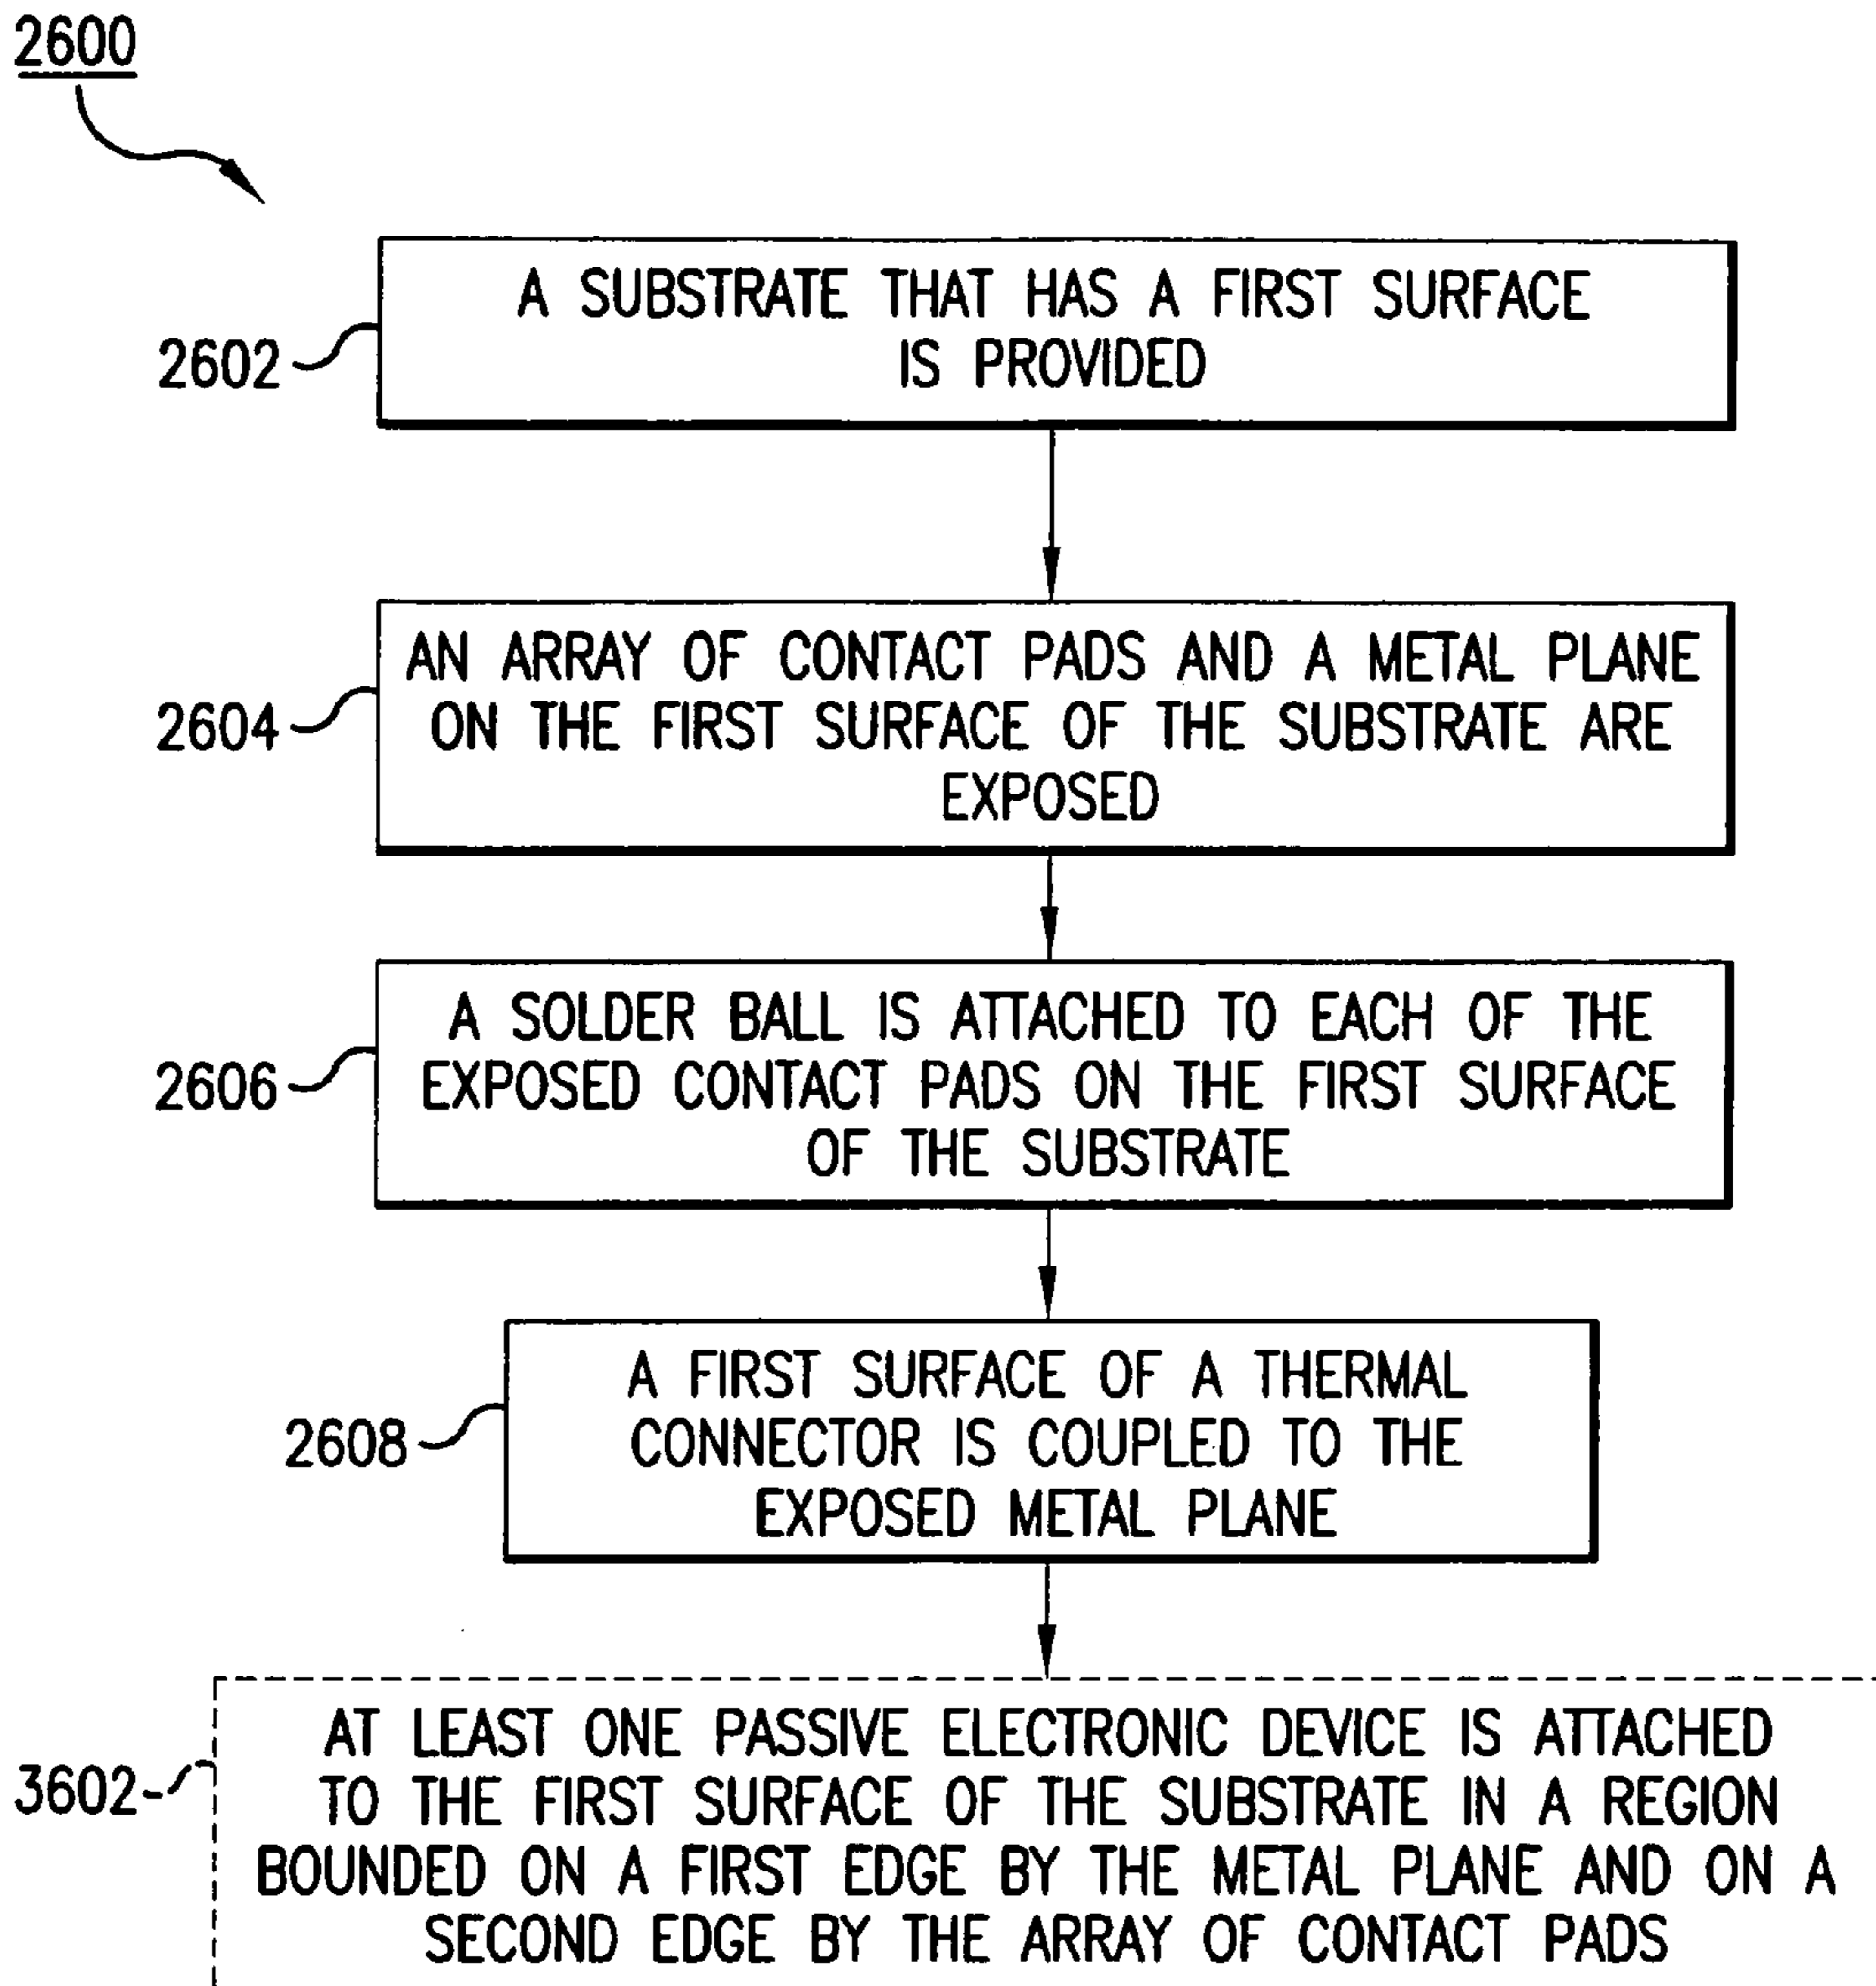 2600
A SUBSTRATE THAT HAS A FIRST SURFACE
IS PROVIDED
2602
AN ARRAY OF CONTACT PADS AND A METAL PLANE
ON THE FIRST SURFACE OF THE SUBSTRATE ARE
EXPOSED
2604
A SOLDER BALL IS ATTACHED TO EACH OF THE
EXPOSED CONTACT PADS ON THE FIRST SURFACE
OF THE SUBSTRATE
2606
A FIRST SURFACE OF A THERMAL
CONNECTOR IS COUPLED TO THE
EXPOSED METAL PLANE
2608
AT LEAST ONE PASSIVE ELECTRONIC DEVICE IS ATTACHED
TO THE FIRST SURFACE OF THE SUBSTRATE IN A REGION
BOUNDED ON A FIRST EDGE BY THE METAL PLANE AND ON A
SECOND EDGE BY THE ARRAY OF CONTACT PADS
3602